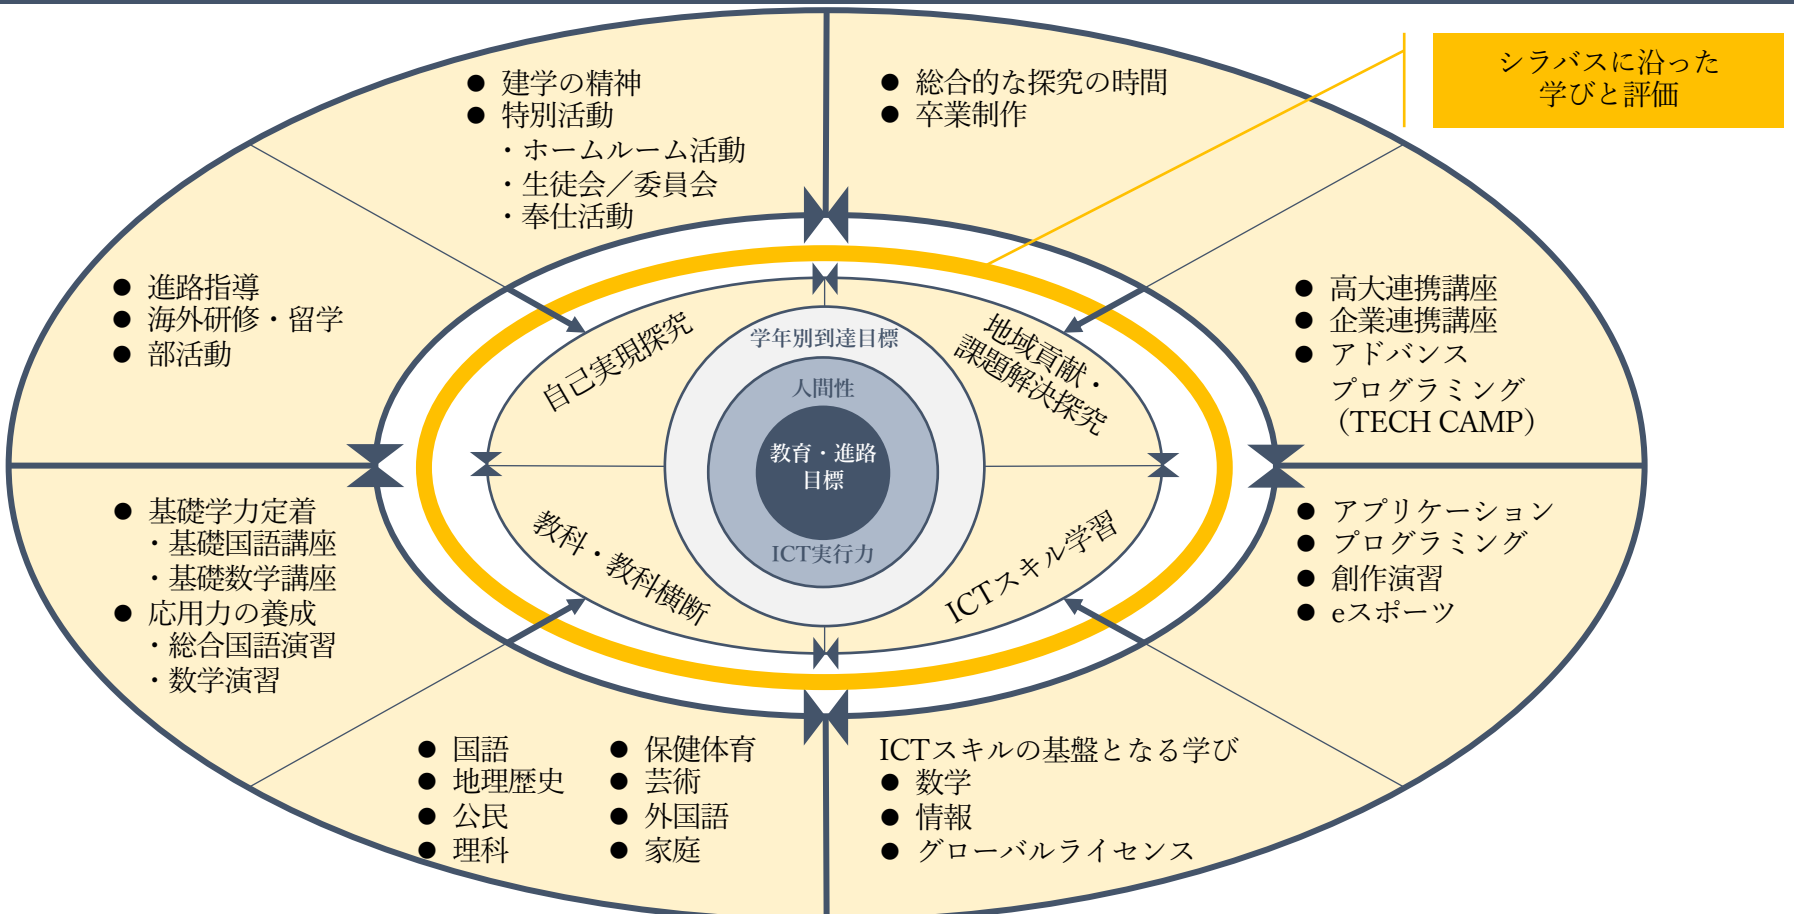 シラバスに沿った
学びと評価
● 建学の精神
● 特別活動
・ホームルーム活動
・生徒会／委員会
・奉仕活動
● 総合的な探究の時間
● 卒業制作
● 進路指導
● 海外研修・留学
● 部活動
● 高大連携講座
● 企業連携講座
● アドバンス
プログラミング
（TECH CAMP）
自己実現探究
地域貢献・
課題解決探究
学年別到達目標
人間性
教育・進路
目標
ICT実行力
教科・教科横断
ICTスキル学習
● 基礎学力定着
・基礎国語講座
・基礎数学講座
● 応用力の養成
・総合国語演習
・数学演習
● アプリケーション
● プログラミング
● 創作演習
● eスポーツ
● 国語
● 地理歴史
● 公民
● 理科
● 保健体育
● 芸術
● 外国語
● 家庭
ICTスキルの基盤となる学び
● 数学
● 情報
● グローバルライセンス